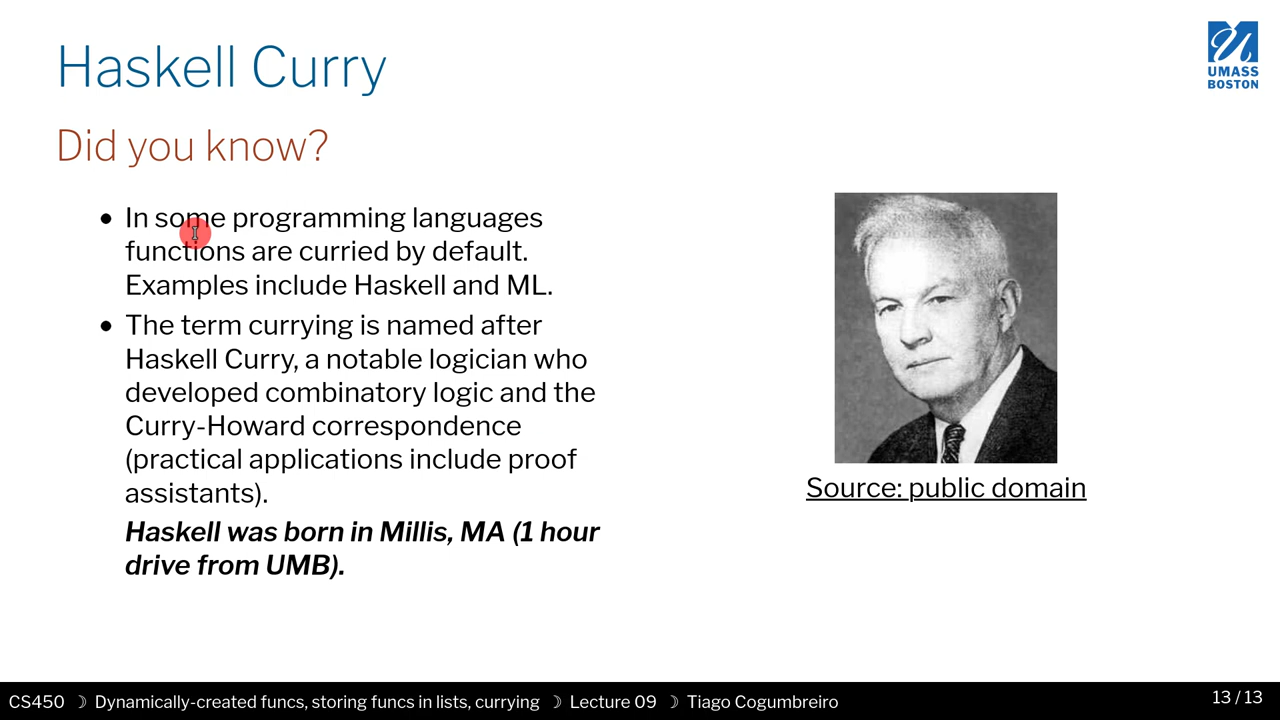 Haskell Curry
UMASS
BOSTON
Did you know?
• In some programming languages
functions are curried by default.
Examples include Haskell and ML.
• The term currying is named after
Haskell Curry, a notable logician who
developed combinatory logic and the
Curry-Howard correspondence
(practical applications include proof
assistants).
Haskell was born in Millis, MA (1 hour
drive from UMB).
Source: public domain
CS450 ☽ Dynamically-created funcs, storing funcs in lists, currying ☽ Lecture 09 ☽ Tiago Cogumbreiro
13 / 13